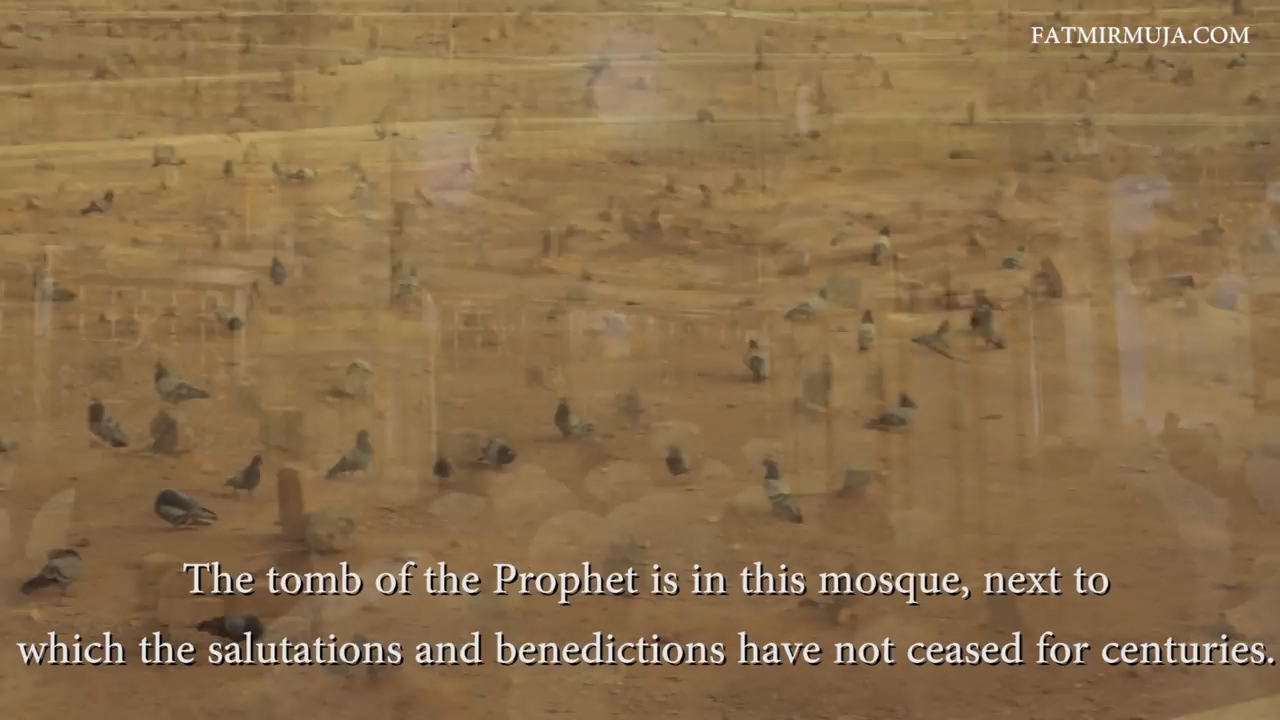 FATMIRMUJA.COM
The tomb of the Prophet is in this mosque, next to
which the salutations and benedictions have not ceased for centuries.